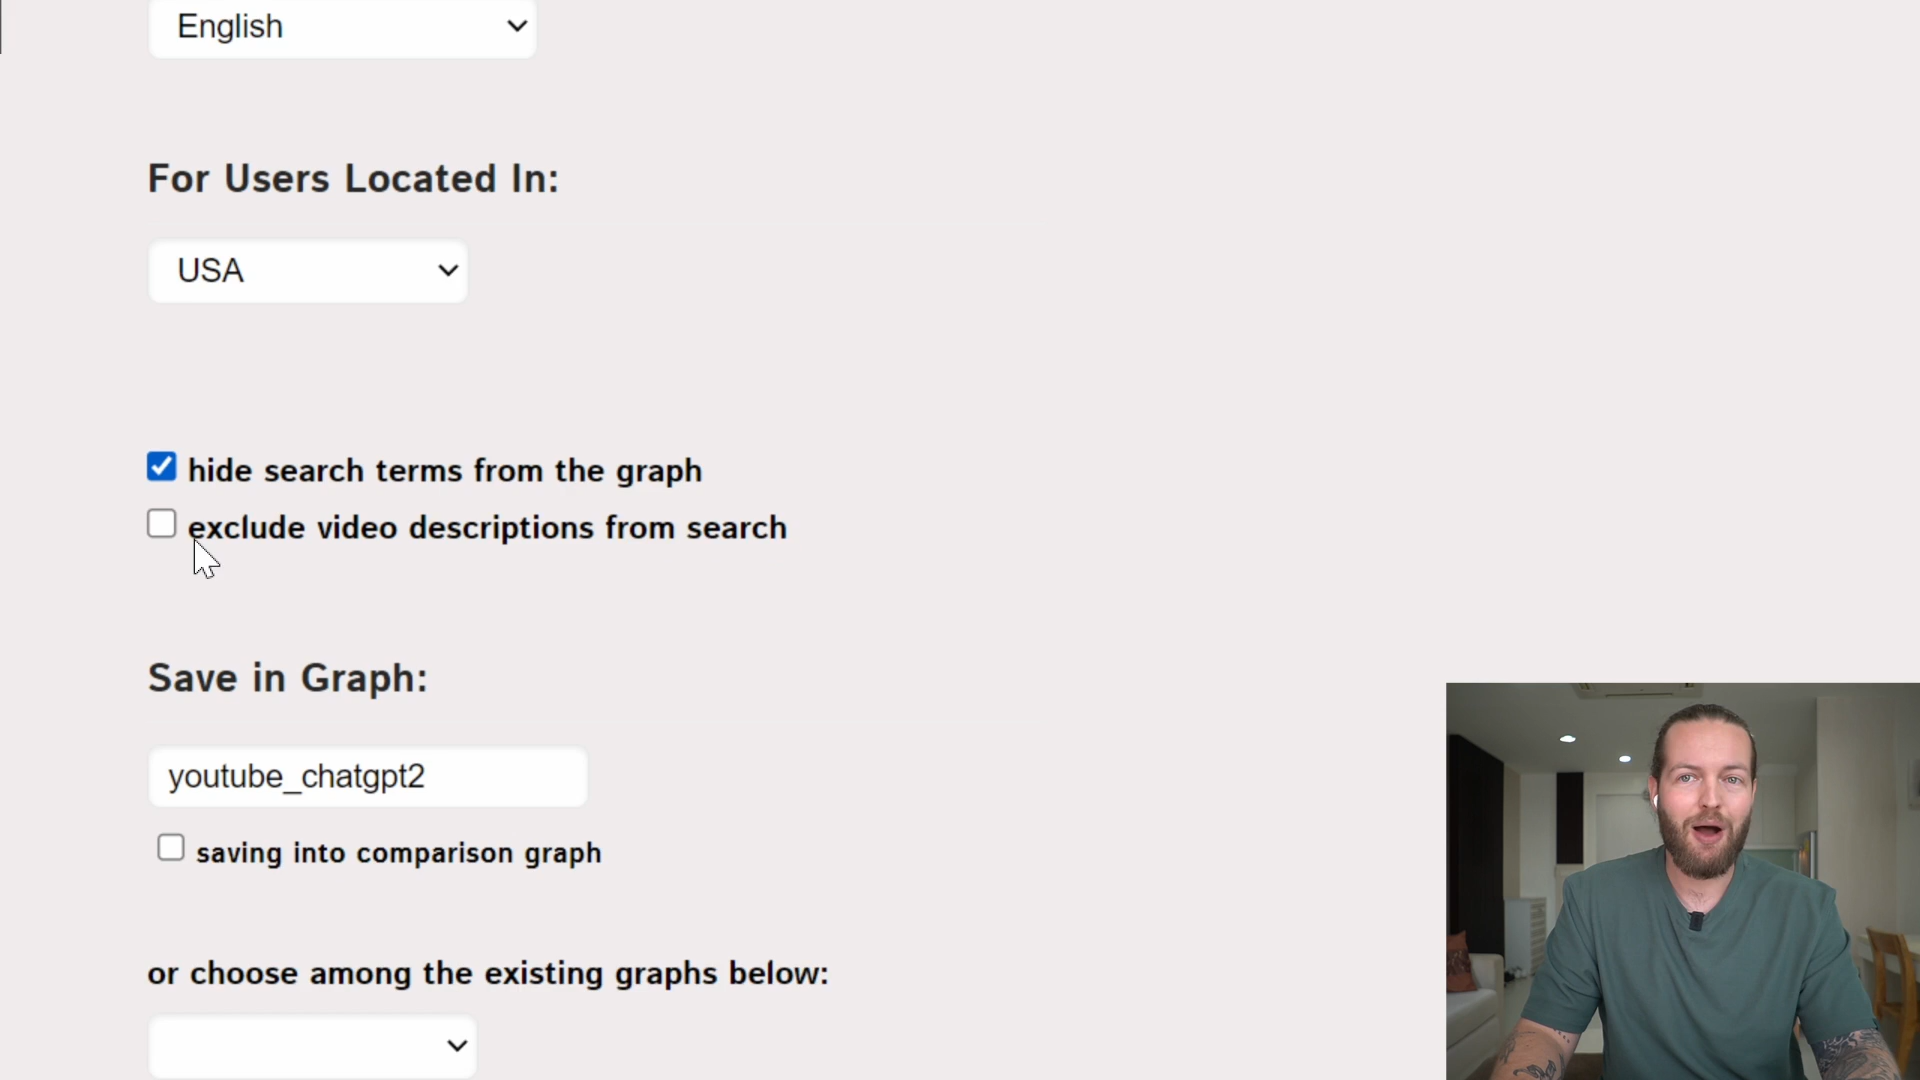 English
For Users Located In:
USA
hide search terms from the graph
exclude video descriptions from search
Save in Graph:
youtube_chatgpt2
saving into comparison graph
or choose among the existing graphs below: